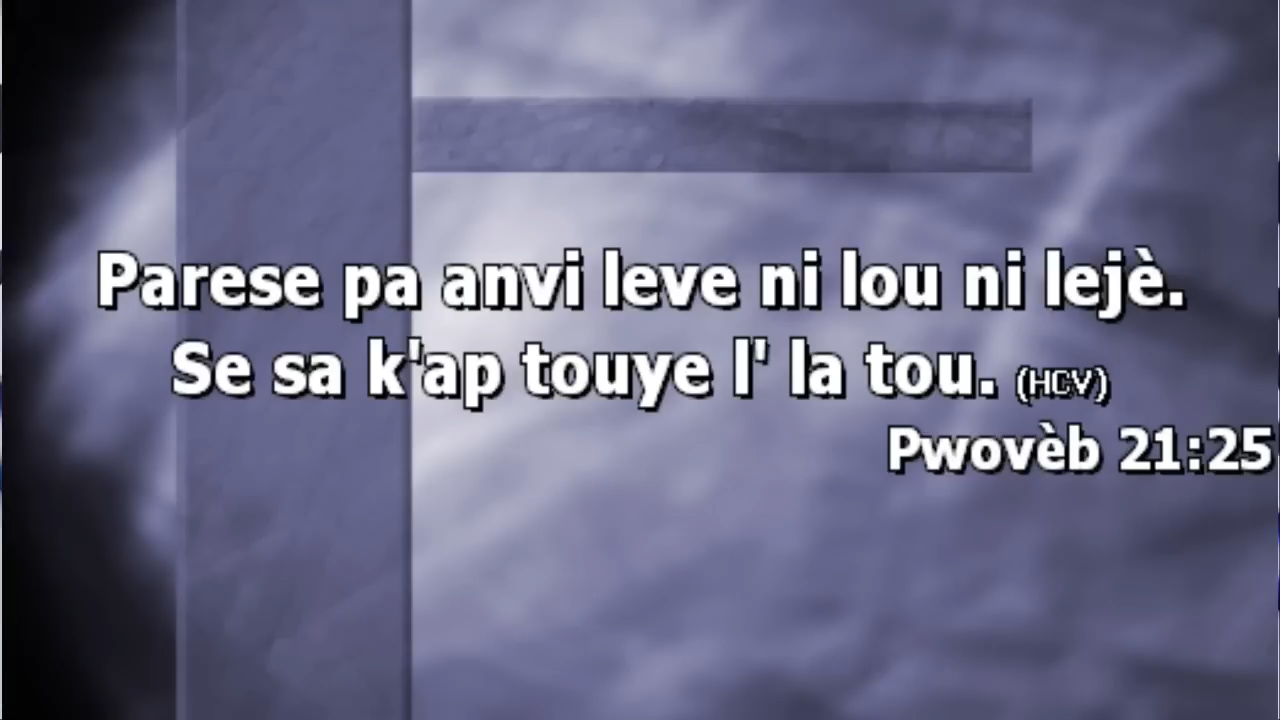 Parese pa anvi leve ni lou ni lejè.
Se sa k'ap touye l' la tou. (HCV)
Pwovèb 21:25